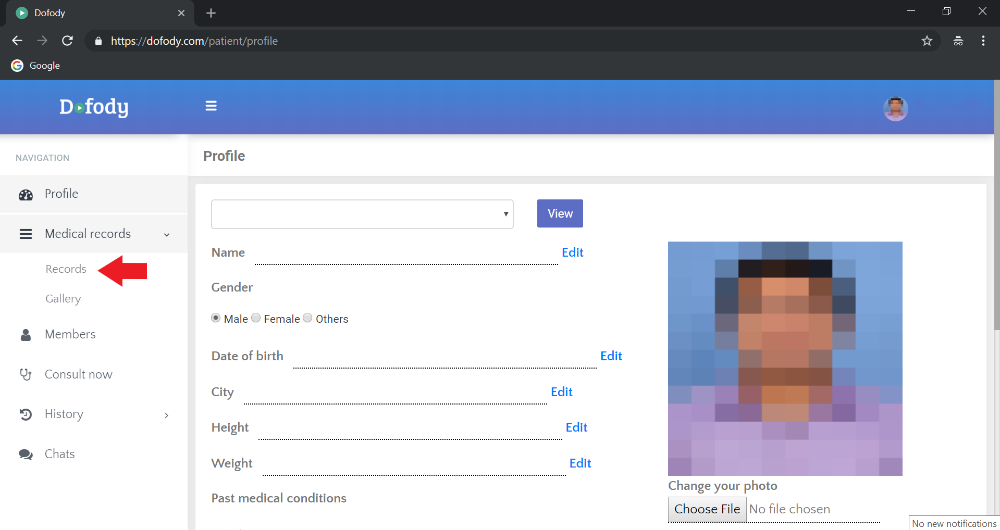 Dofody
https://dofody.com/patient/profile
Google
Dofody
NAVIGATION
Profile
Medical records
Records
Gallery
Members
Consult now
History
Chats
Profile
View
Name Edit
Gender
Male Female Others
Date of birth Edit
City Edit
Height Edit
Weight Edit
Past medical conditions
Change your photo
Choose File No file chosen
No new notifications